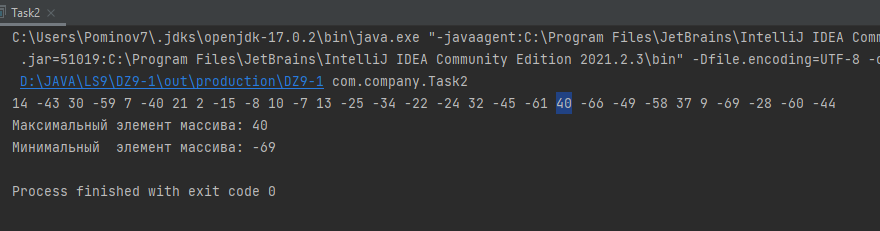 Task2
C:\Users\Pominov7\.jdks\openjdk-17.0.2\bin\java.exe "-javaagent:C:\Program Files\JetBrains\IntelliJ IDEA Comm
.jar=51019:C:\Program Files\JetBrains\IntelliJ IDEA Community Edition 2021.2.3\bin" -Dfile.encoding=UTF-8 -c
D:\JAVA\LS9\DZ9-1\out\production\DZ9-1 com.company.Task2
14 -43 30 -59 7 -40 21 2 -15 -8 10 -7 13 -25 -34 -22 -24 32 -45 -61 40 -66 -49 -58 37 9 -69 -28 -60 -44
Максимальный элемент массива: 40
Минимальный  элемент массива: -69
Process finished with exit code 0